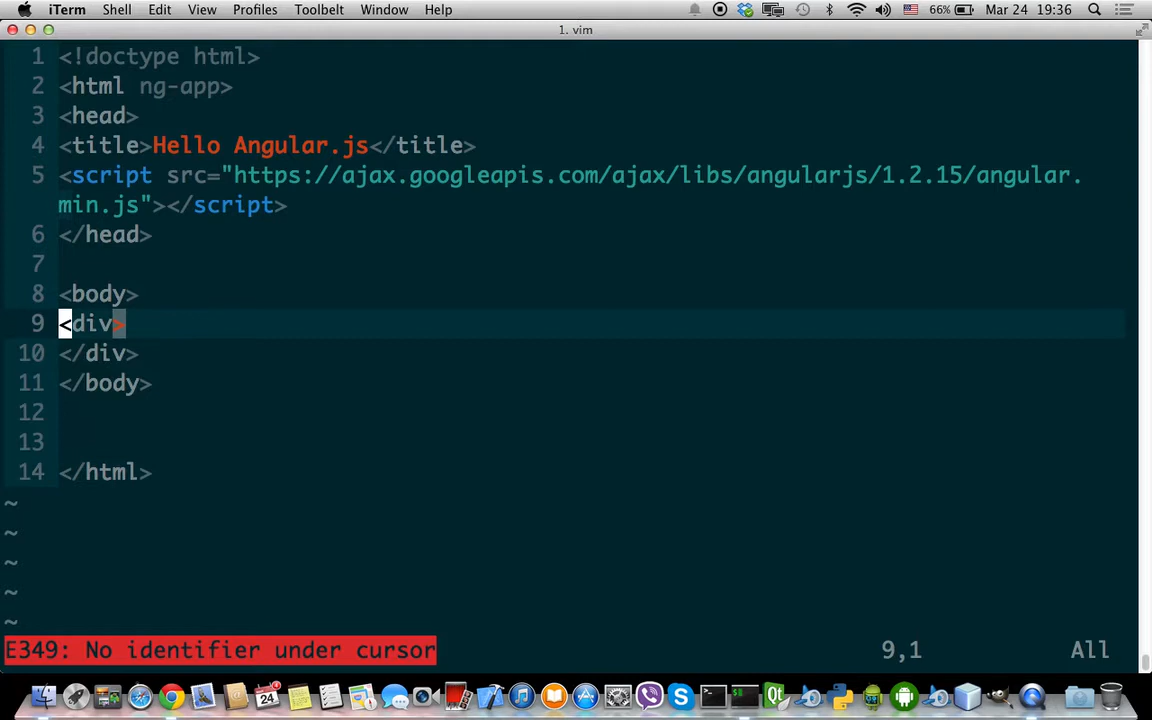 iTerm Shell Edit View Profiles Toolbelt Window Help 66% Mar 24 19:36
1. vim
1 <!doctype html>
2 <html ng-app>
3 <head>
4 <title>Hello Angular.js</title>
5 <script src="https://ajax.googleapis.com/ajax/libs/angularjs/1.2.15/angular.
min.js"></script>
6 </head>
7
8 <body>
9 <div>
10 </div>
11 </body>
12
13
14 </html>
~
~
~
~
~
E349: No identifier under cursor 9,1 All